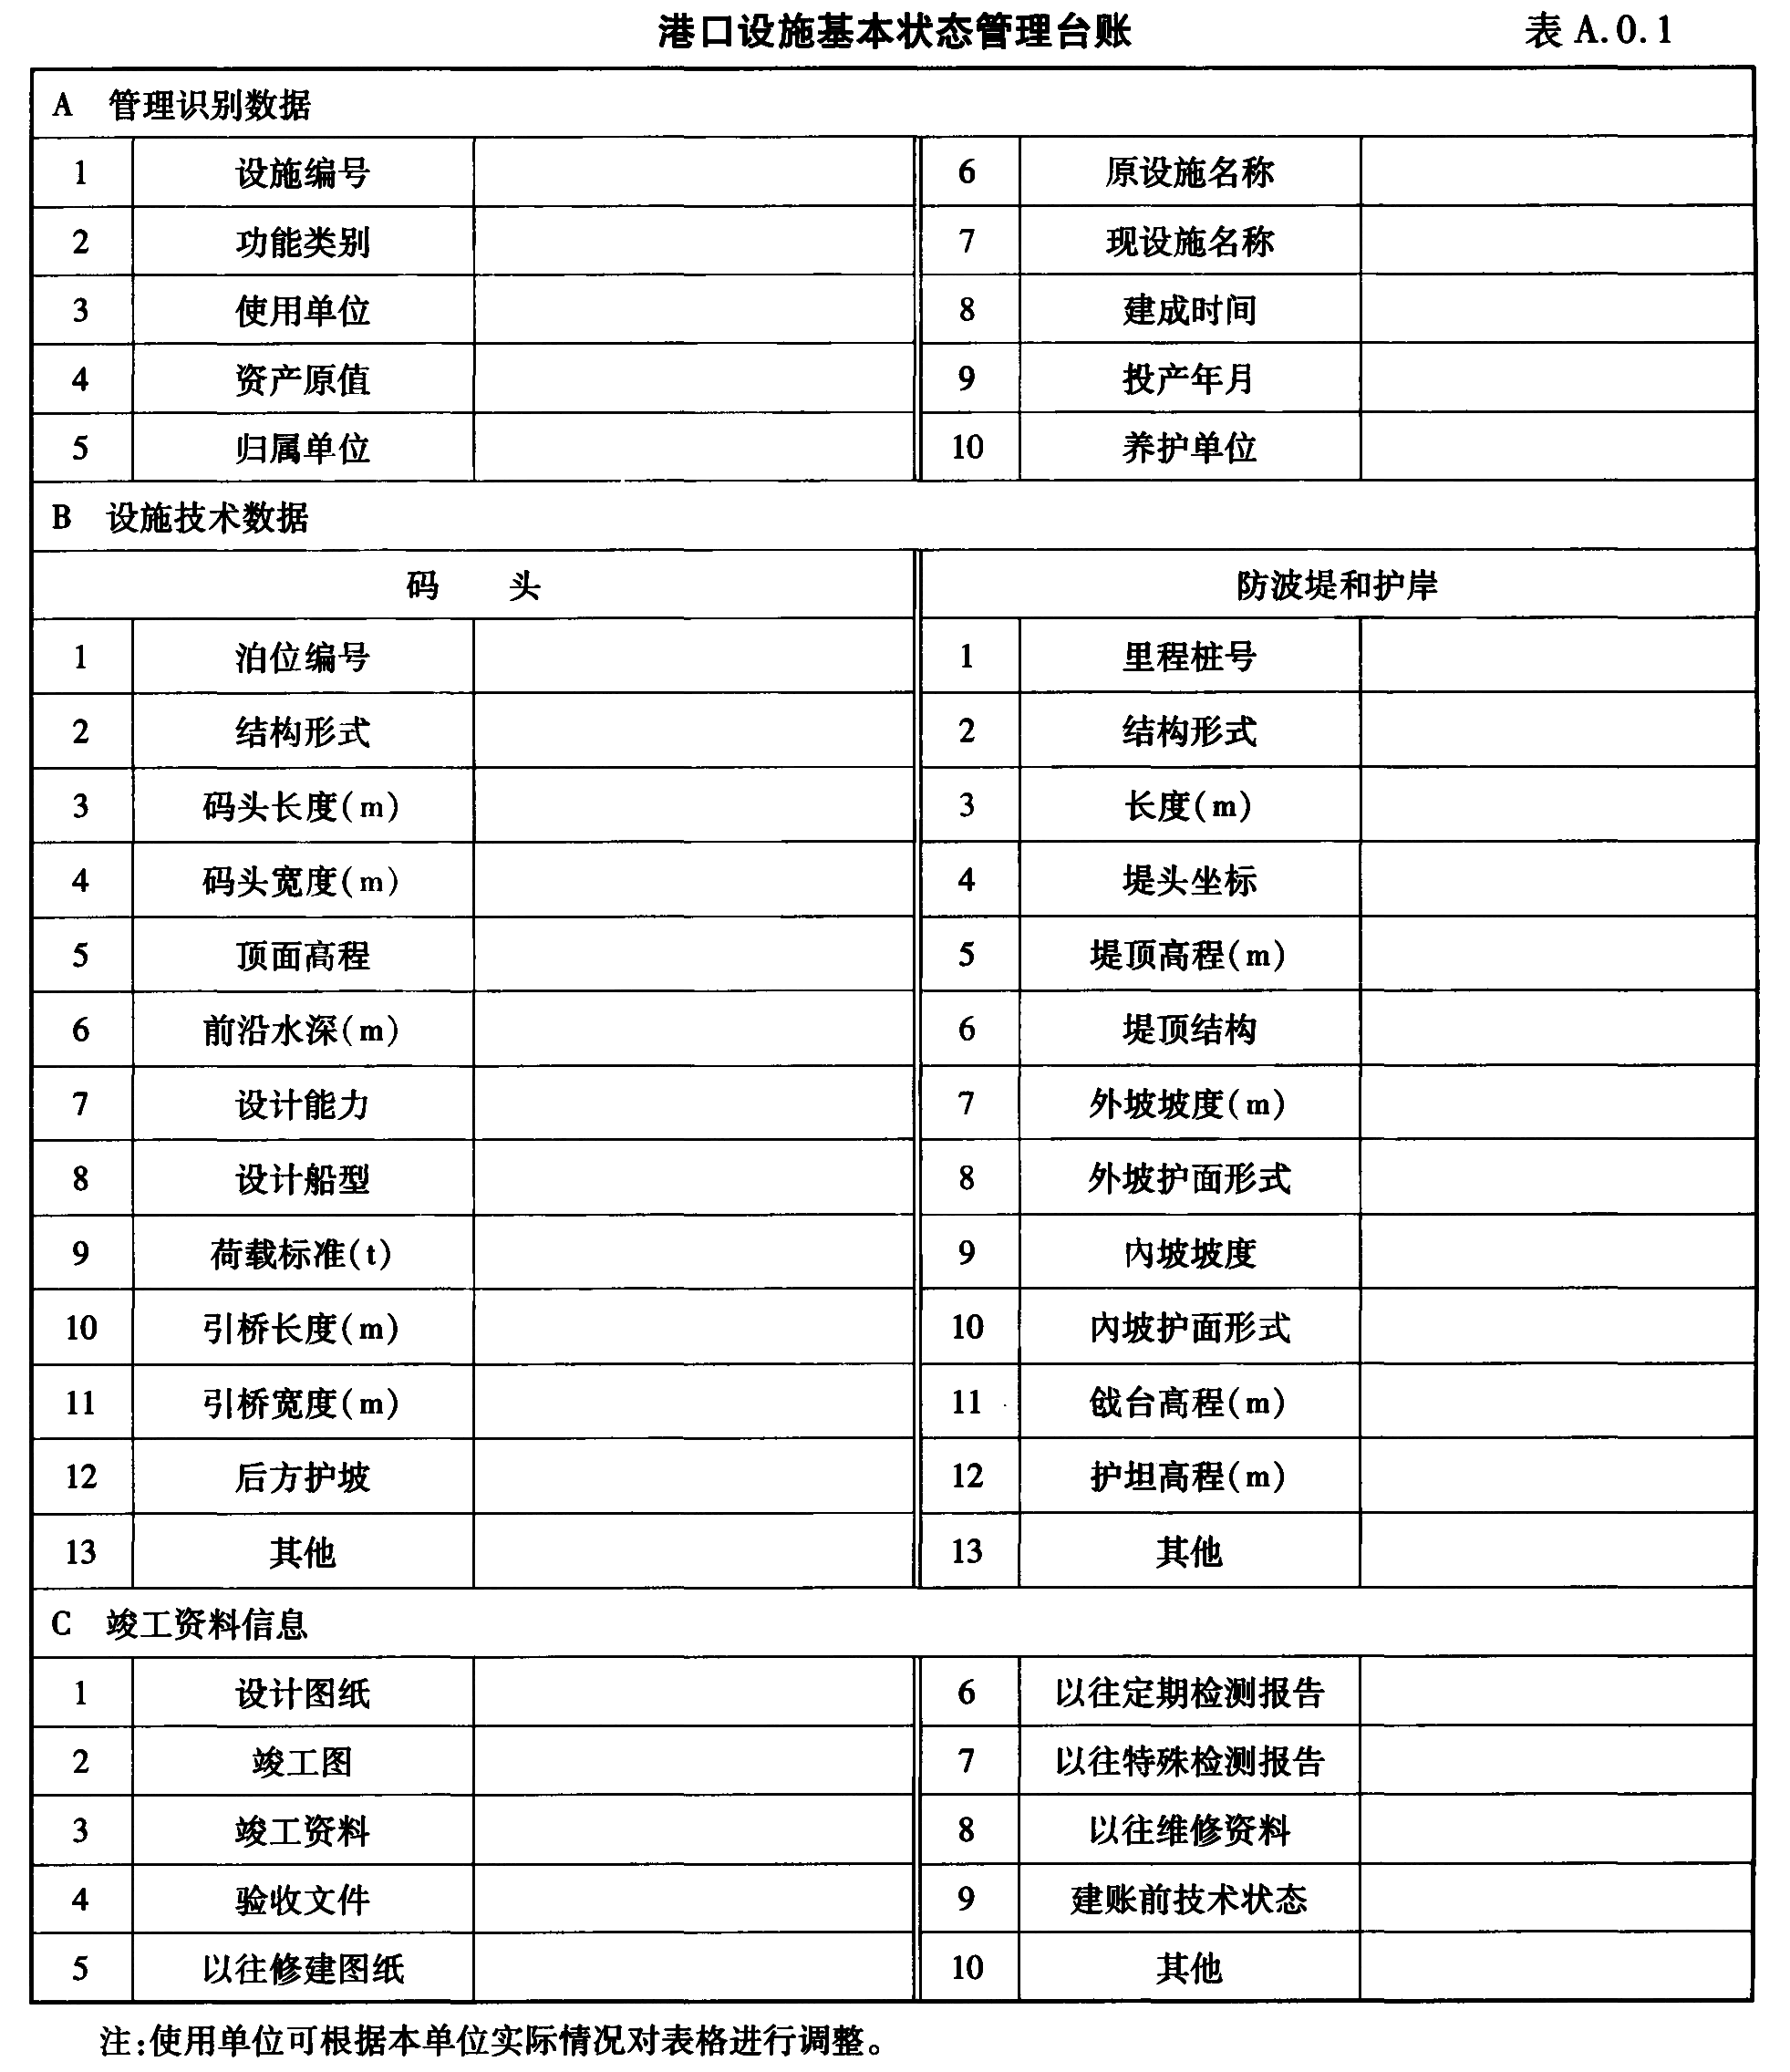 港口设施基本状态管理台账 表 A.0.1
A 管理识别数据
1 设施编号 6 原设施名称
2 功能类别 7 现设施名称
3 使用单位 8 建成时间
4 资产原值 9 投产年月
5 归属单位 10 养护单位
B 设施技术数据
码 头 防波堤和护岸
1 泊位编号 1 里程桩号
2 结构形式 2 结构形式
3 码头长度(m) 3 长度(m)
4 码头宽度(m) 4 堤头坐标
5 顶面高程 5 堤顶高程(m)
6 前沿水深(m) 6 堤顶结构
7 设计能力 7 外坡坡度(m)
8 设计船型 8 外坡护面形式
9 荷载标准(t) 9 内坡坡度
10 引桥长度(m) 10 内坡护面形式
11 引桥宽度(m) 11 戗台高程(m)
12 后方护坡 12 护坦高程(m)
13 其他 13 其他
C 竣工资料信息
1 设计图纸 6 以往定期检测报告
2 竣工图 7 以往特殊检测报告
3 竣工资料 8 以往维修资料
4 验收文件 9 建账前技术状态
5 以往修建图纸 10 其他
注:使用单位可根据本单位实际情况对表格进行调整。